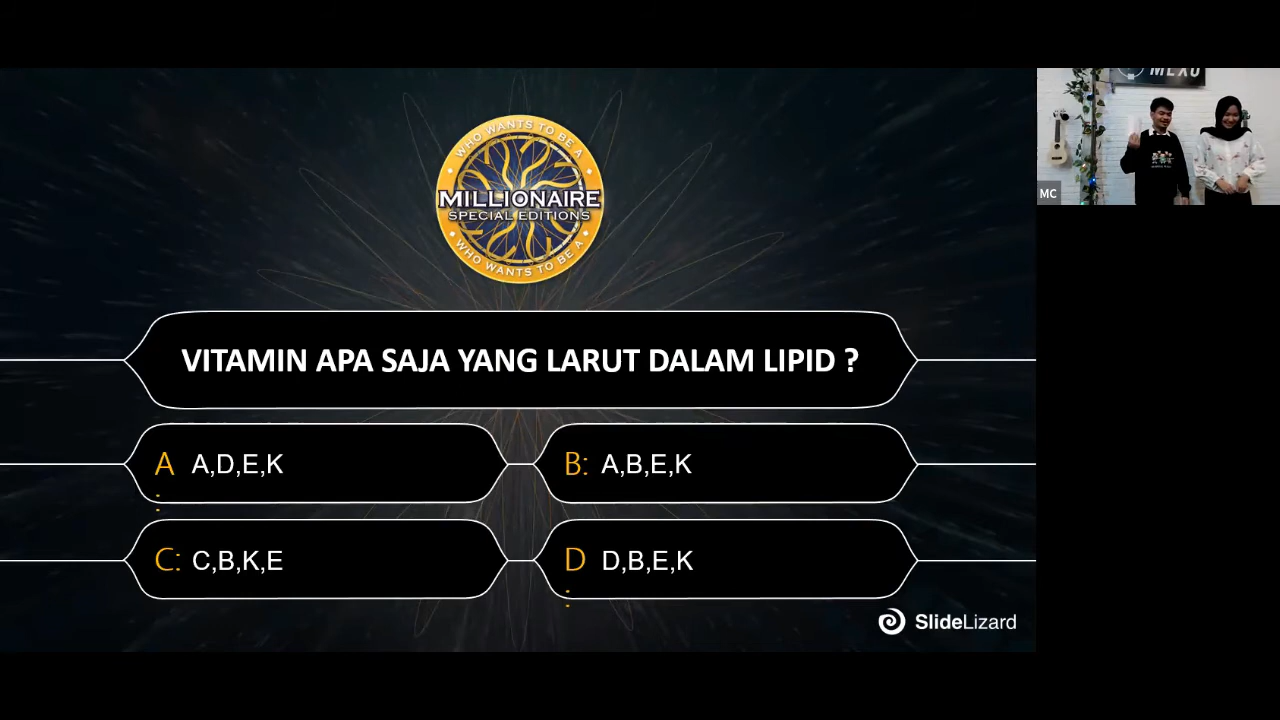 WHO WANTS TO BE A
MILLIONAIRE
SPECIAL EDITIONS
WHO WANTS TO BE A
VITAMIN APA SAJA YANG LARUT DALAM LIPID ?
A: A,D,E,K
B: A,B,E,K
C: C,B,K,E
D: D,B,E,K
SlideLizard
MC